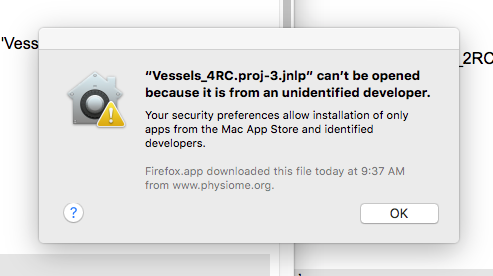 "Vess
_2RC
“Vessels_4RC.proj-3.jnlp” can’t be opened
because it is from an unidentified developer.
Your security preferences allow installation of only
apps from the Mac App Store and identified
developers.
Firefox.app downloaded this file today at 9:37 AM
from www.physiome.org.
?
OK